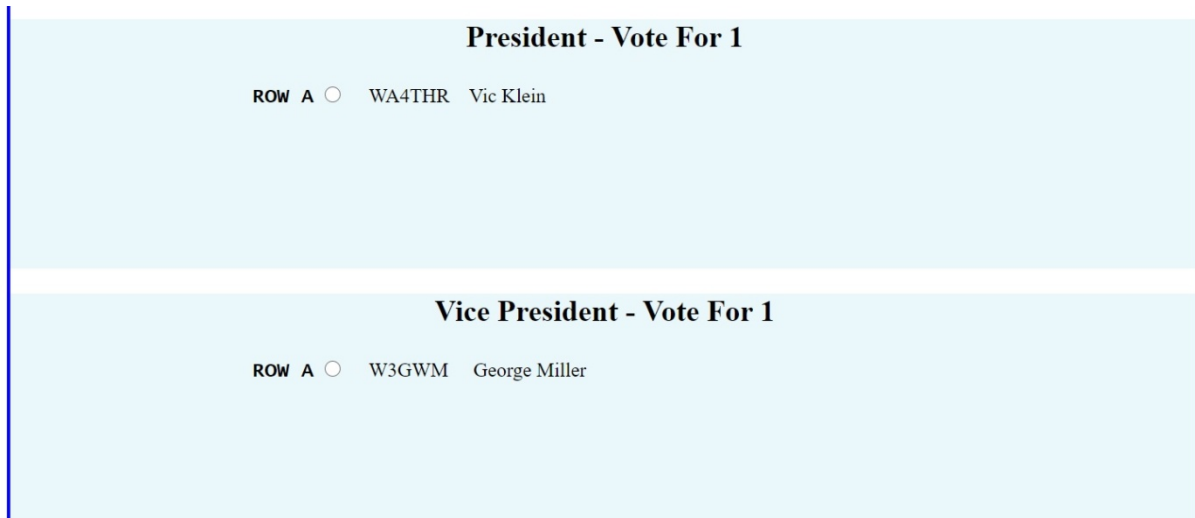 President - Vote For 1
ROW A WA4THR Vic Klein
Vice President - Vote For 1
ROW A W3GWM George Miller